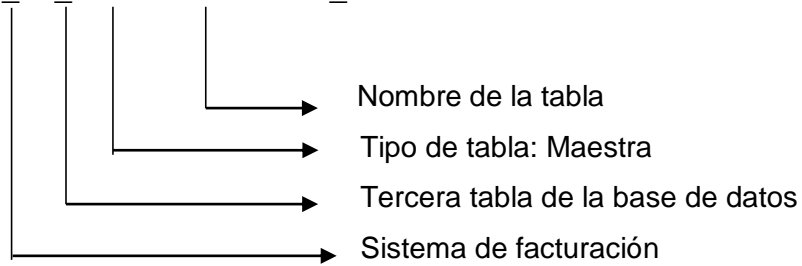 Nombre de la tabla
Tipo de tabla: Maestra
Tercera tabla de la base de datos
Sistema de facturación